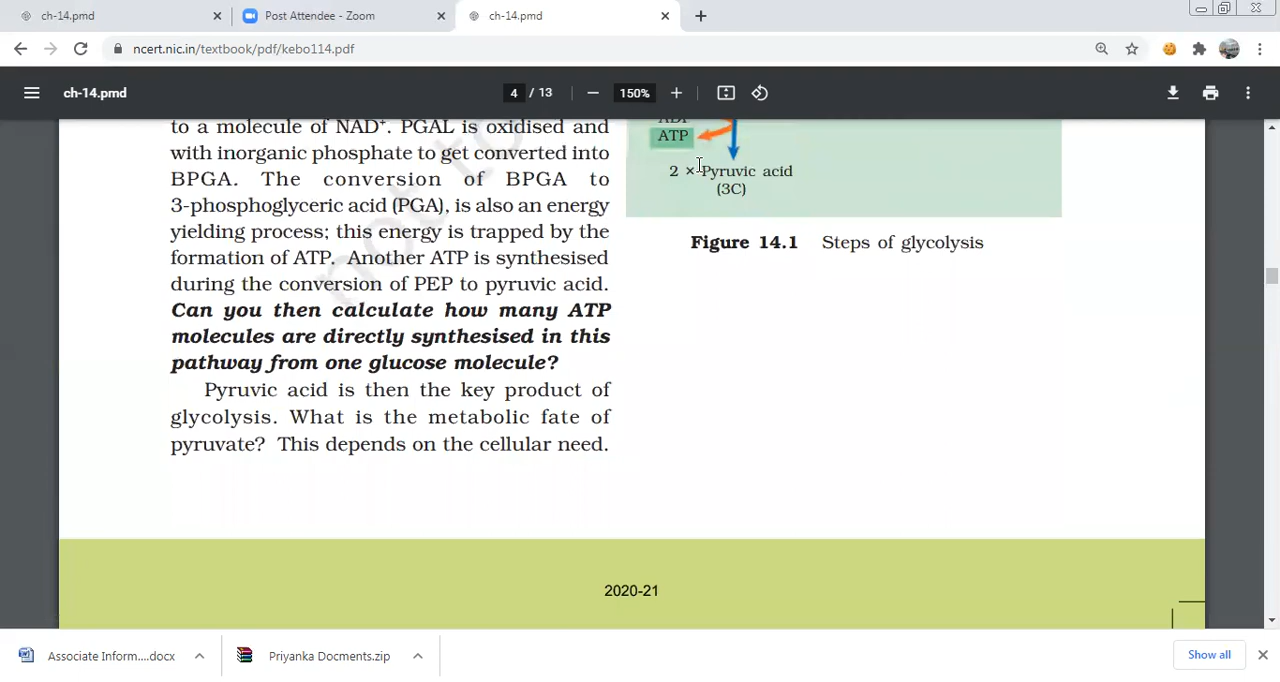 ch-14.pmd
Post Attendee - Zoom
ch-14.pmd
ncert.nic.in/textbook/pdf/kebo114.pdf
ch-14.pmd
4 / 13
150%
to a molecule of NAD⁺. PGAL is oxidised and
with inorganic phosphate to get converted into
BPGA. The conversion of BPGA to
3-phosphoglyceric acid (PGA), is also an energy
yielding process; this energy is trapped by the
formation of ATP. Another ATP is synthesised
during the conversion of PEP to pyruvic acid.
Can you then calculate how many ATP
molecules are directly synthesised in this
pathway from one glucose molecule?
Pyruvic acid is then the key product of
glycolysis. What is the metabolic fate of
pyruvate? This depends on the cellular need.
ADP
ATP
2 × Pyruvic acid
(3C)
Figure 14.1 Steps of glycolysis
not to
2020-21
Associate Inform....docx
Priyanka Docments.zip
Show all